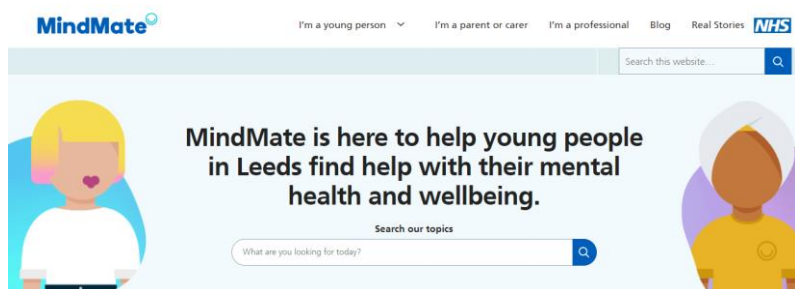 MindMate
I'm a young person
I'm a parent or carer
I'm a professional
Blog
Real Stories
NHS
Search this website...
MindMate is here to help young people
in Leeds find help with their mental
health and wellbeing.
Search our topics
What are you looking for today?